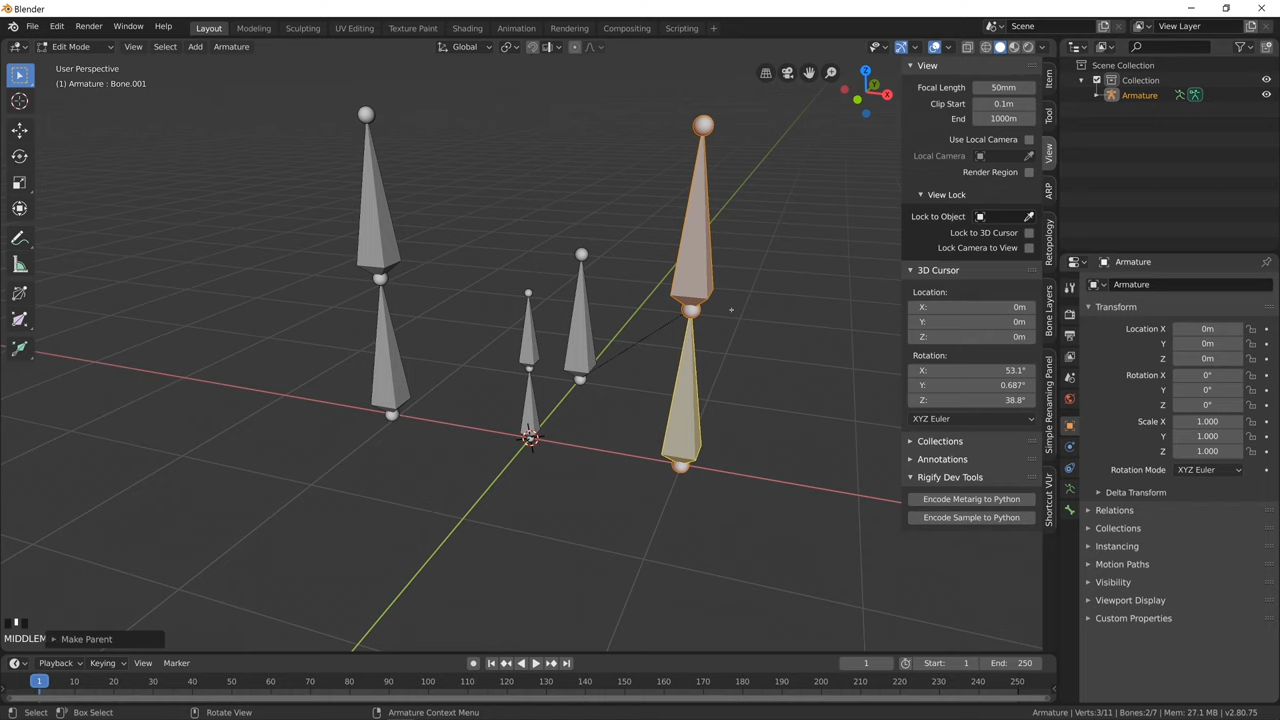 Blender
File Edit Render Window Help Layout Modeling Sculpting UV Editing Texture Paint Shading Animation Rendering Compositing Scripting Scene View Layer
Edit Mode View Select Add Armature Global
User Perspective
(1) Armature : Bone.001
X
Y
Z
View
Focal Length 50mm
Clip Start 0.1m
End 1000m
Use Local Camera
Local Camera
Render Region
View Lock
Lock to Object
Lock to 3D Cursor
Lock Camera to View
3D Cursor
Location:
X: 0m
Y: 0m
Z: 0m
Rotation:
X: 53.1°
Y: 0.687°
Z: 38.8°
XYZ Euler
Collections
Annotations
Rigify Dev Tools
Encode Metarig to Python
Encode Sample to Python
Item
Tool
View
ARP
Retopology
Bone Layers
Simple Renaming Panel
Shortcut VUr
Scene Collection
Collection
Armature
Armature
Armature
Transform
Location X 0m
Y 0m
Z 0m
Rotation X 0°
Y 0°
Z 0°
Scale X 1.000
Y 1.000
Z 1.000
Rotation Mode XYZ Euler
Delta Transform
Relations
Collections
Instancing
Motion Paths
Visibility
Viewport Display
Custom Properties
MIDDLEM Make Parent
Playback Keying View Marker 1 Start: 1 End: 250
1 10 20 30 40 50 60 70 80 90 100 110 120 130 140 150 160 170 180 190 200 210 220 230 240 250
Select Box Select Rotate View Armature Context Menu Armature | Verts:3/11 | Bones:2/7 | Mem: 27.1 MB | v2.80.75